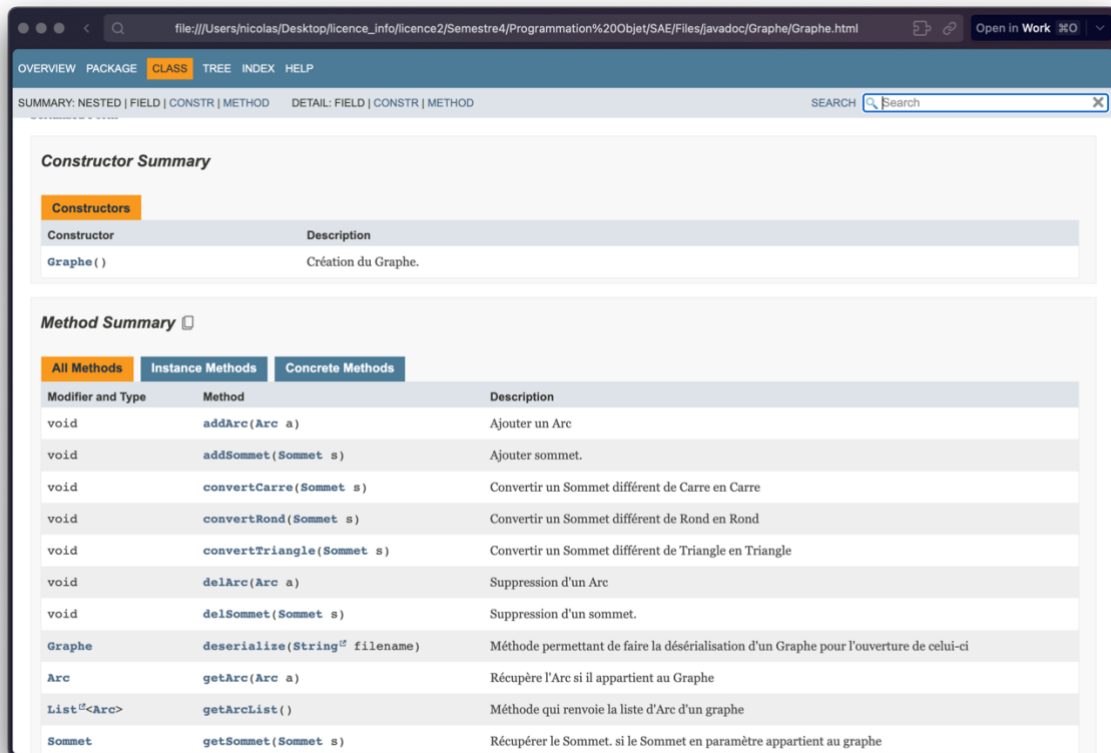 file:///Users/nicolas/Desktop/licence_info/licence2/Semestre4/Programmation%20Objet/SAE/Files/javadoc/Graphe/Graphe.html Open in Work ⌘O
OVERVIEW PACKAGE CLASS TREE INDEX HELP
SUMMARY: NESTED | FIELD | CONSTR | METHOD DETAIL: FIELD | CONSTR | METHOD SEARCH Search
Constructor Summary
Constructors
Constructor Description
Graphe() Création du Graphe.
Method Summary
All Methods Instance Methods Concrete Methods
Modifier and Type Method Description
void addArc(Arc a) Ajouter un Arc
void addSommet(Sommet s) Ajouter sommet.
void convertCarre(Sommet s) Convertir un Sommet différent de Carre en Carre
void convertRond(Sommet s) Convertir un Sommet différent de Rond en Rond
void convertTriangle(Sommet s) Convertir un Sommet différent de Triangle en Triangle
void delArc(Arc a) Suppression d'un Arc
void delSommet(Sommet s) Suppression d'un sommet.
Graphe deserialize(String filename) Méthode permettant de faire la désérialisation d'un Graphe pour l'ouverture de celui-ci
Arc getArc(Arc a) Récupère l'Arc si il appartient au Graphe
List<Arc> getArcList() Méthode qui renvoie la liste d'Arc d'un graphe
Sommet getSommet(Sommet s) Récupérer le Sommet. si le Sommet en paramètre appartient au graphe